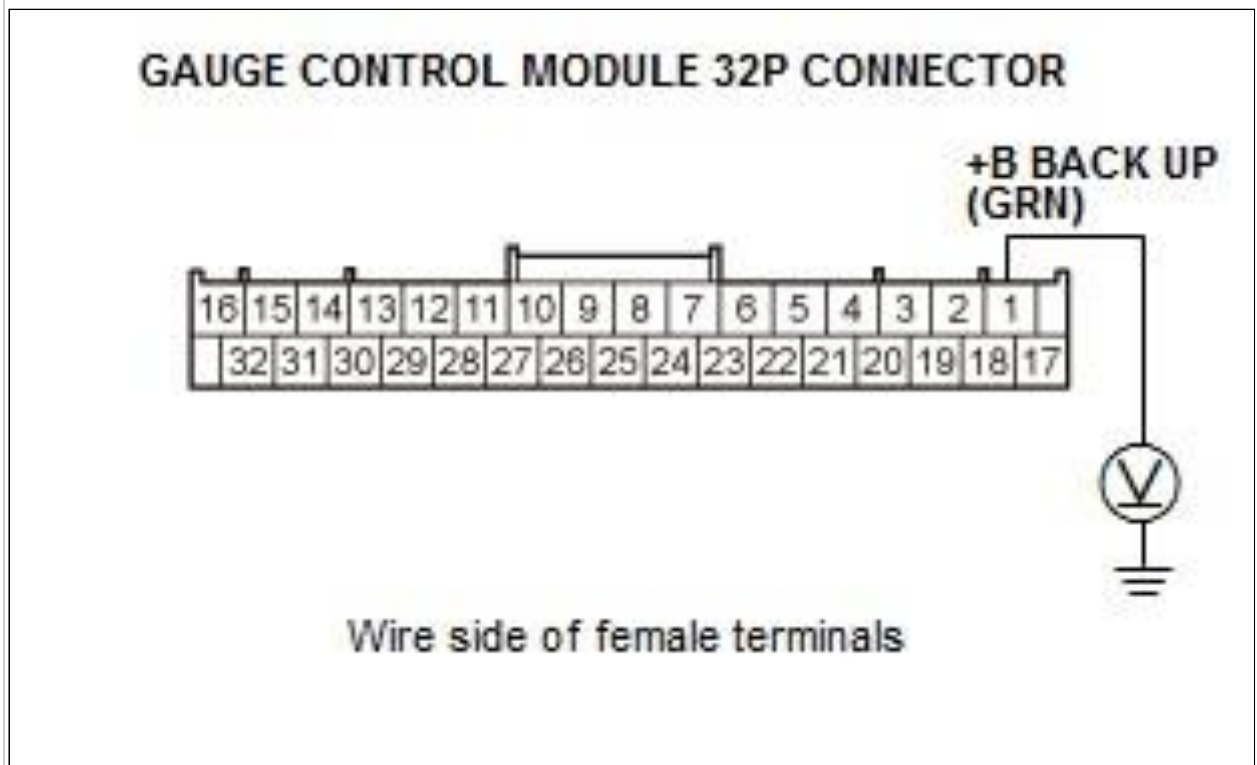 GAUGE CONTROL MODULE 32P CONNECTOR
+B BACK UP
(GRN)
16 15 14 13 12 11 10 9 8 7 6 5 4 3 2 1
32 31 30 29 28 27 26 25 24 23 22 21 20 19 18 17
V
Wire side of female terminals